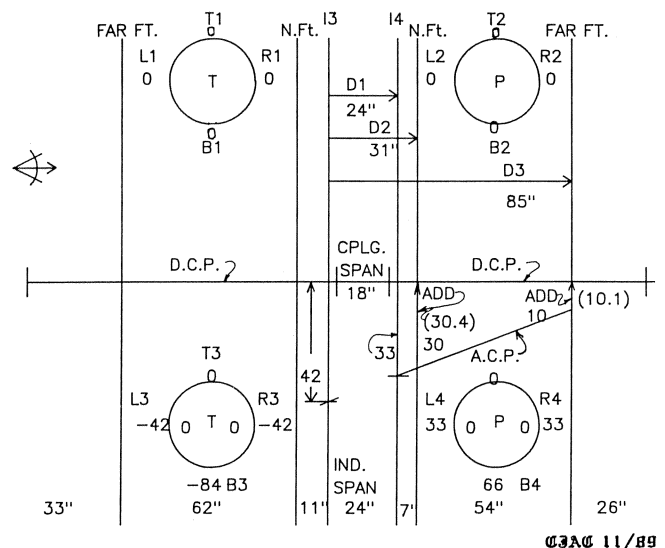 FAR FT. T1 N.Ft. I3 I4 N.Ft. T2 FAR FT.
L1 R1 L2 R2
0 0 T 0 0 0 P 0
D1
24"
0 0
B1 D2 B2
31"
D3
85"
CPLG.
D.C.P. SPAN D.C.P.
18"
ADD ADD (10.1)
(30.4) 10
33 30
T3 42 A.C.P.
0 0
L3 R3 L4 R4
-42 0 T 0 -42 33 0 P 0 33
IND.
-84 B3 SPAN 66 B4
33" 62" 11" 24" 7" 54" 26"
C3AC 11/89